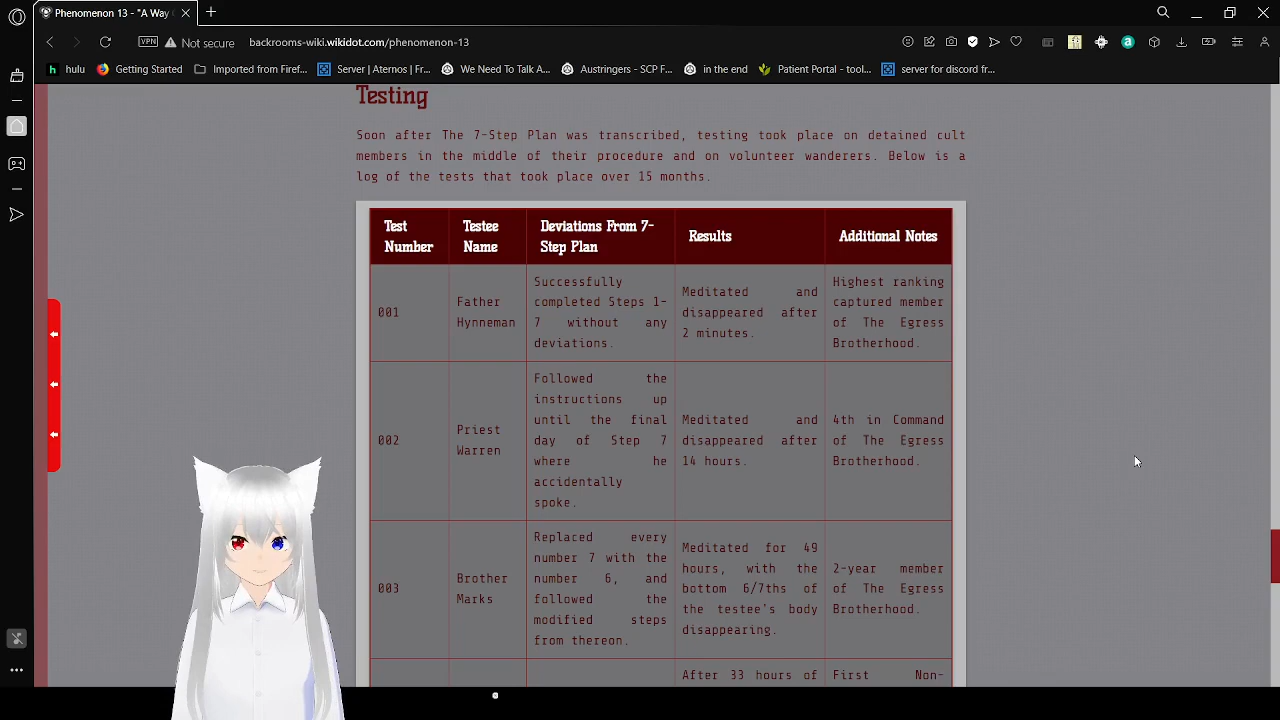 Phenomenon 13 - "A Way
VPN
Not secure
backrooms-wiki.wikidot.com/phenomenon-13
h hulu
Getting Started
Imported from Firef...
Server | Aternos | Fr...
We Need To Talk A...
Austringers - SCP F...
in the end
Patient Portal - tool...
server for discord fr...
Testing
Soon after The 7-Step Plan was transcribed, testing took place on detained cult
members in the middle of their procedure and on volunteer wanderers. Below is a
log of the tests that took place over 15 months.
Test
Number
Testee
Name
Deviations From 7-
Step Plan
Results
Additional Notes
001
Father
Hynneman
Successfully
completed Steps 1-
7 without any
deviations.
Meditated and
disappeared after
2 minutes.
Highest ranking
captured member
of The Egress
Brotherhood.
002
Priest
Warren
Followed the
instructions up
until the final
day of Step 7
where he
accidentally
spoke.
Meditated and
disappeared after
14 hours.
4th in Command
of The Egress
Brotherhood.
003
Brother
Marks
Replaced every
number 7 with the
number 6, and
followed the
modified steps
from thereon.
Meditated for 49
hours, with the
bottom 6/7ths of
the testee's body
disappearing.
2-year member
of The Egress
Brotherhood.
After 33 hours of
First Non-